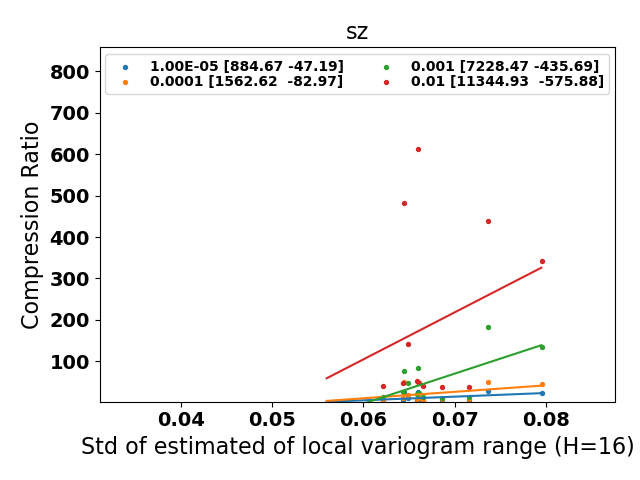 sz
1.00E-05 [884.67 -47.19]
0.0001 [1562.62  -82.97]
0.001 [7228.47 -435.69]
0.01 [11344.93  -575.88]
Compression Ratio
800
700
600
500
400
300
200
100
0.04 0.05 0.06 0.07 0.08
Std of estimated of local variogram range (H=16)